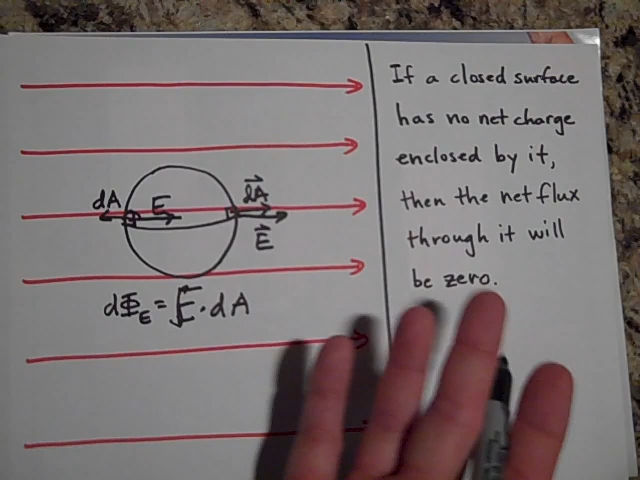 dA
E
dA
E
dΦE = E · dA
If a closed surface
has no net charge
enclosed by it,
then the net flux
through it will
be zero.